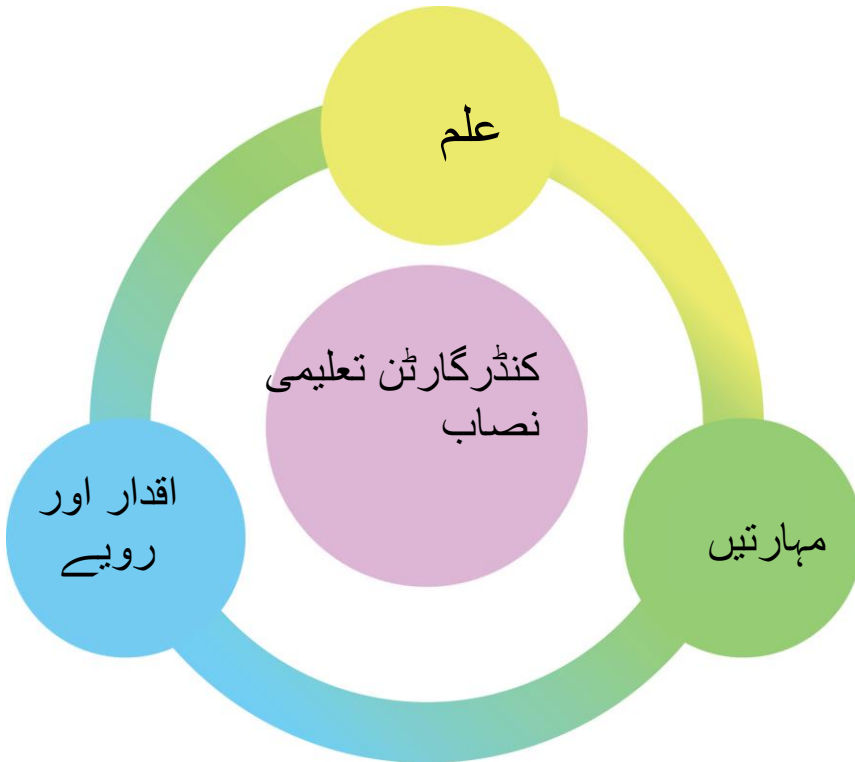 علم
کنڈرگارٹن تعلیمی
نصاب
اقدار اور
رویے
مہارتیں